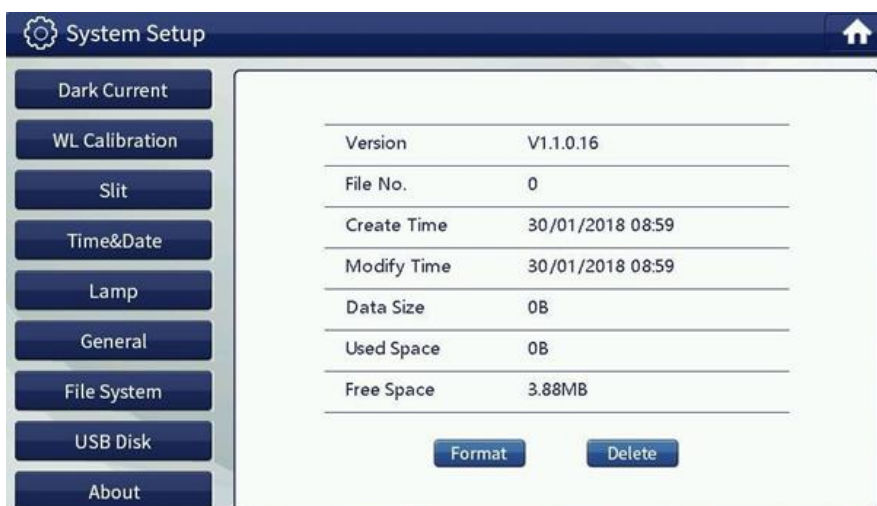 System Setup
Dark Current
WL Calibration
Slit
Time&Date
Lamp
General
File System
USB Disk
About
Version V1.1.0.16
File No. 0
Create Time 30/01/2018 08:59
Modify Time 30/01/2018 08:59
Data Size 0B
Used Space 0B
Free Space 3.88MB
Format Delete